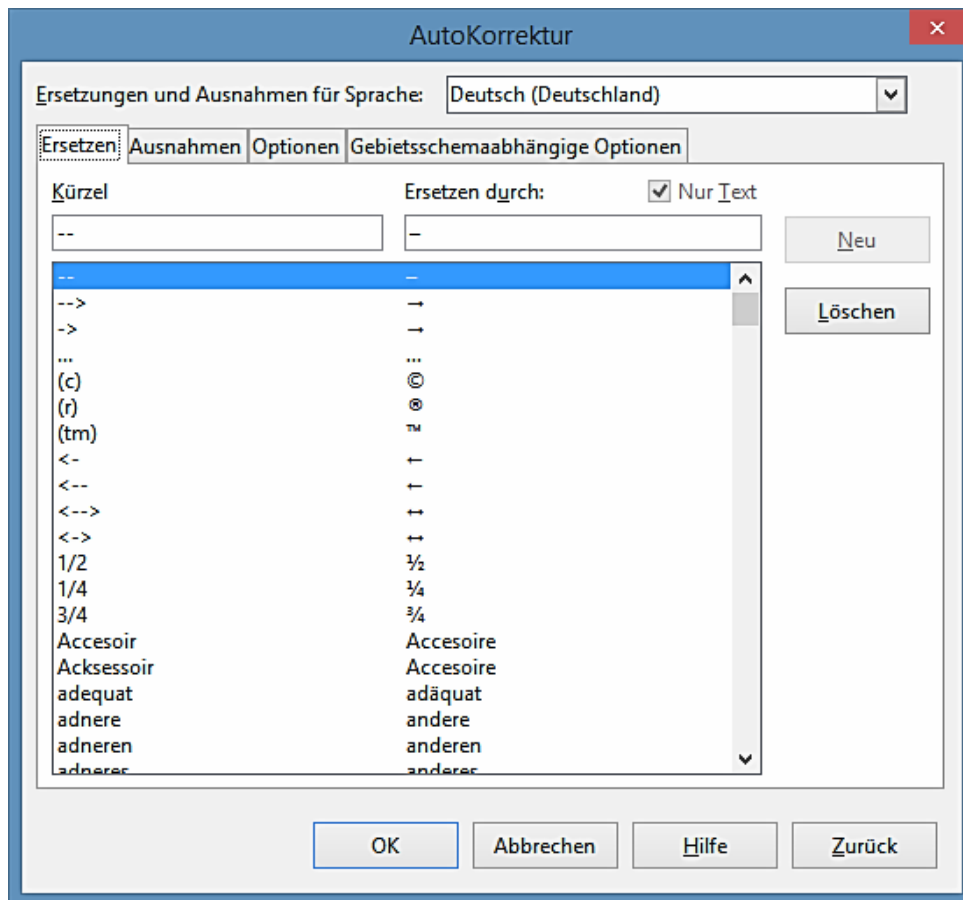 AutoKorrektur
Ersetzungen und Ausnahmen für Sprache: Deutsch (Deutschland)
Ersetzen Ausnahmen Optionen Gebietsschemaabhängige Optionen
Kürzel Ersetzen durch: Nur Text
-- –
Neu
-- –
--> →
-> →
Löschen
... …
(c) ©
(r) ®
(tm) ™
<- ←
<-- ←
<--> ↔
<-> ↔
1/2 ½
1/4 ¼
3/4 ¾
Accesoir Accesoire
Acksessoir Accesoire
adequat adäquat
adnere andere
adneren anderen
adneres anderes
OK Abbrechen Hilfe Zurück